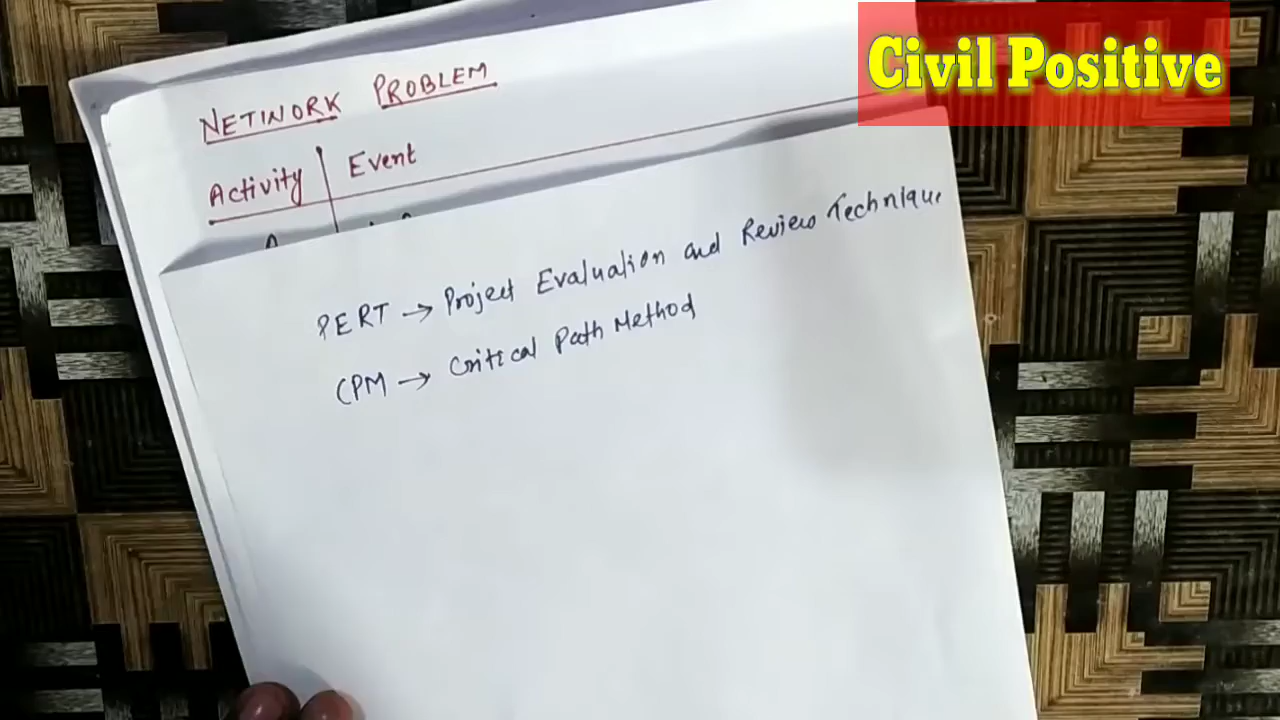 Civil Positive
NETWORK PROBLEM
Activity Event
A
PERT → Project Evaluation and Review Technique
CPM → Critical Path Method